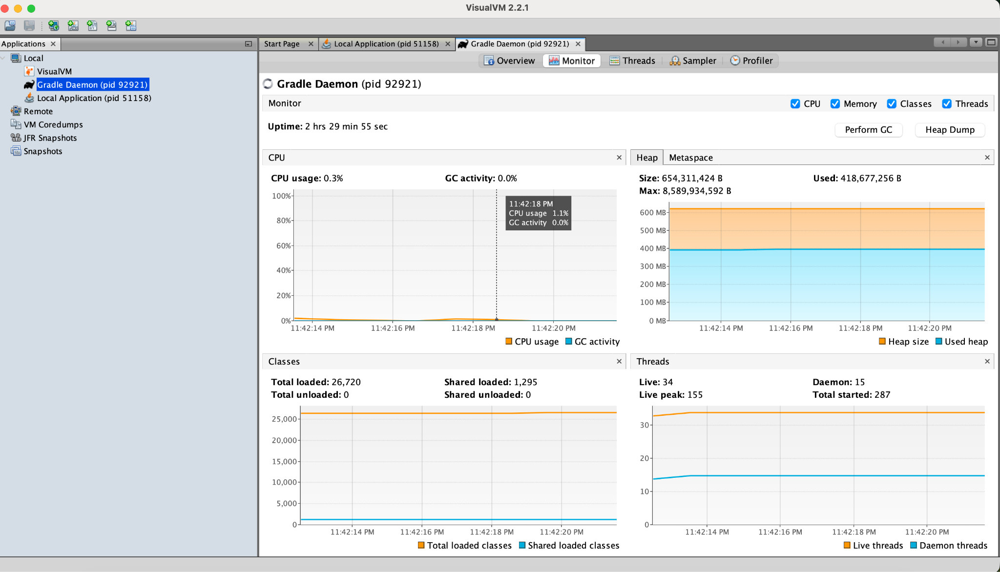 VisualVM 2.2.1
Applications
Start Page
Local Application (pid 51158)
Gradle Daemon (pid 92921)
Local
VisualVM
Gradle Daemon (pid 92921)
Local Application (pid 51158)
Remote
VM Coredumps
JFR Snapshots
Snapshots
Overview
Monitor
Threads
Sampler
Profiler
Gradle Daemon (pid 92921)
Monitor
CPU
Memory
Classes
Threads
Uptime: 2 hrs 29 min 55 sec
Perform GC
Heap Dump
CPU
CPU usage: 0.3%
GC activity: 0.0%
100%
80%
60%
40%
20%
0%
11:42:18 PM
CPU usage 1.1%
GC activity 0.0%
11:42:14 PM
11:42:16 PM
11:42:18 PM
11:42:20 PM
CPU usage
GC activity
Heap
Metaspace
Size: 654,311,424 B
Used: 418,677,256 B
Max: 8,589,934,592 B
600 MB
500 MB
400 MB
300 MB
200 MB
100 MB
0 MB
11:42:14 PM
11:42:16 PM
11:42:18 PM
11:42:20 PM
Heap size
Used heap
Classes
Total loaded: 26,720
Shared loaded: 1,295
Total unloaded: 0
Shared unloaded: 0
25,000
20,000
15,000
10,000
5,000
0
11:42:14 PM
11:42:16 PM
11:42:18 PM
11:42:20 PM
Total loaded classes
Shared loaded classes
Threads
Live: 34
Daemon: 15
Live peak: 155
Total started: 287
30
20
10
0
11:42:14 PM
11:42:16 PM
11:42:18 PM
11:42:20 PM
Live threads
Daemon threads